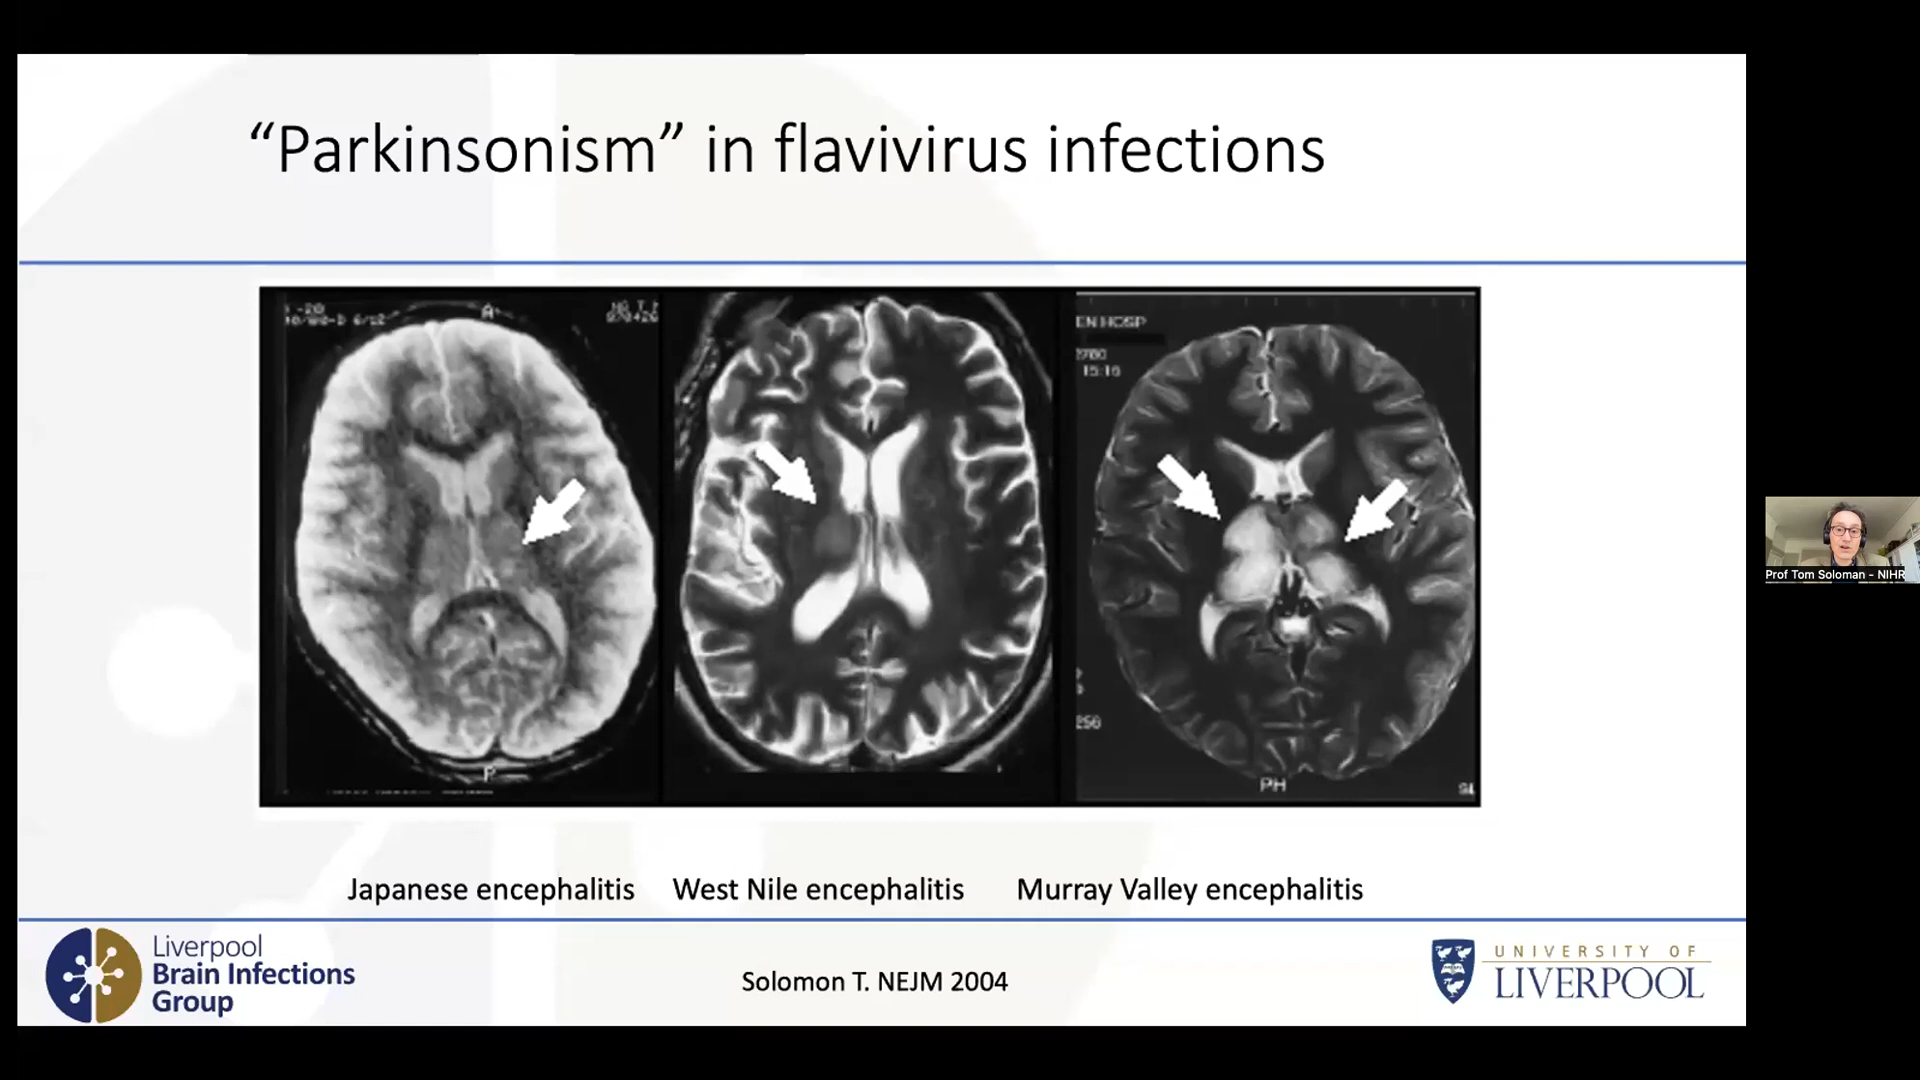 “Parkinsonism” in flavivirus infections
A
EN HOSP
15:16
256
P
PH
Japanese encephalitis
West Nile encephalitis
Murray Valley encephalitis
Liverpool
Brain Infections
Group
Solomon T. NEJM 2004
UNIVERSITY OF
LIVERPOOL
Prof Tom Soloman - NIHR